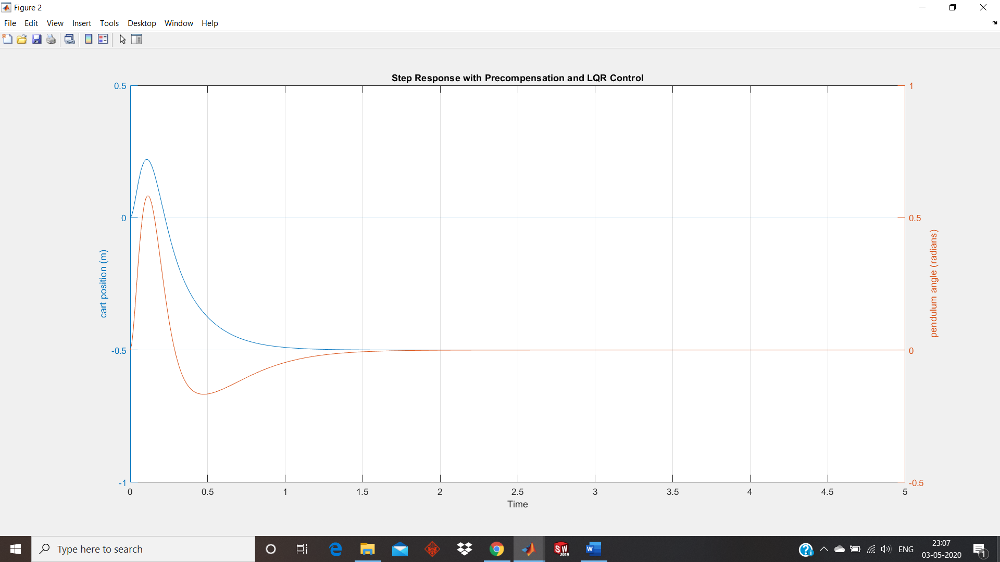 Figure 2
File Edit View Insert Tools Desktop Window Help
Step Response with Precompensation and LQR Control
0.5
0
-0.5
-1
cart position (m)
1
0.5
0
-0.5
pendulum angle (radians)
0 0.5 1 1.5 2 2.5 3 3.5 4 4.5 5
Time
Type here to search
SW
2019
W
ENG
23:07
03-05-2020
1